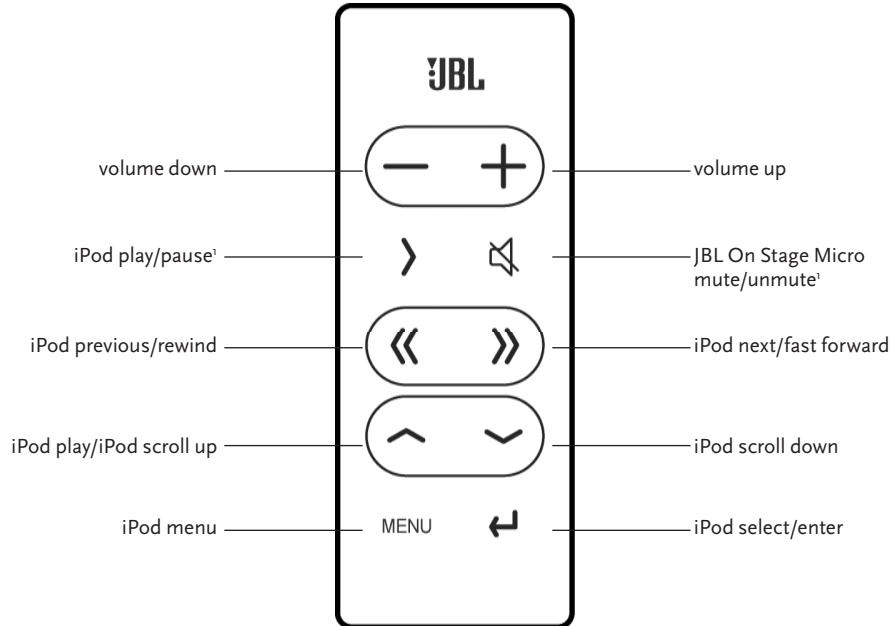 JBL
volume down
volume up
iPod play/pause¹
JBL On Stage Micro
mute/unmute¹
iPod previous/rewind
iPod next/fast forward
iPod play/iPod scroll up
iPod scroll down
iPod menu
MENU
iPod select/enter